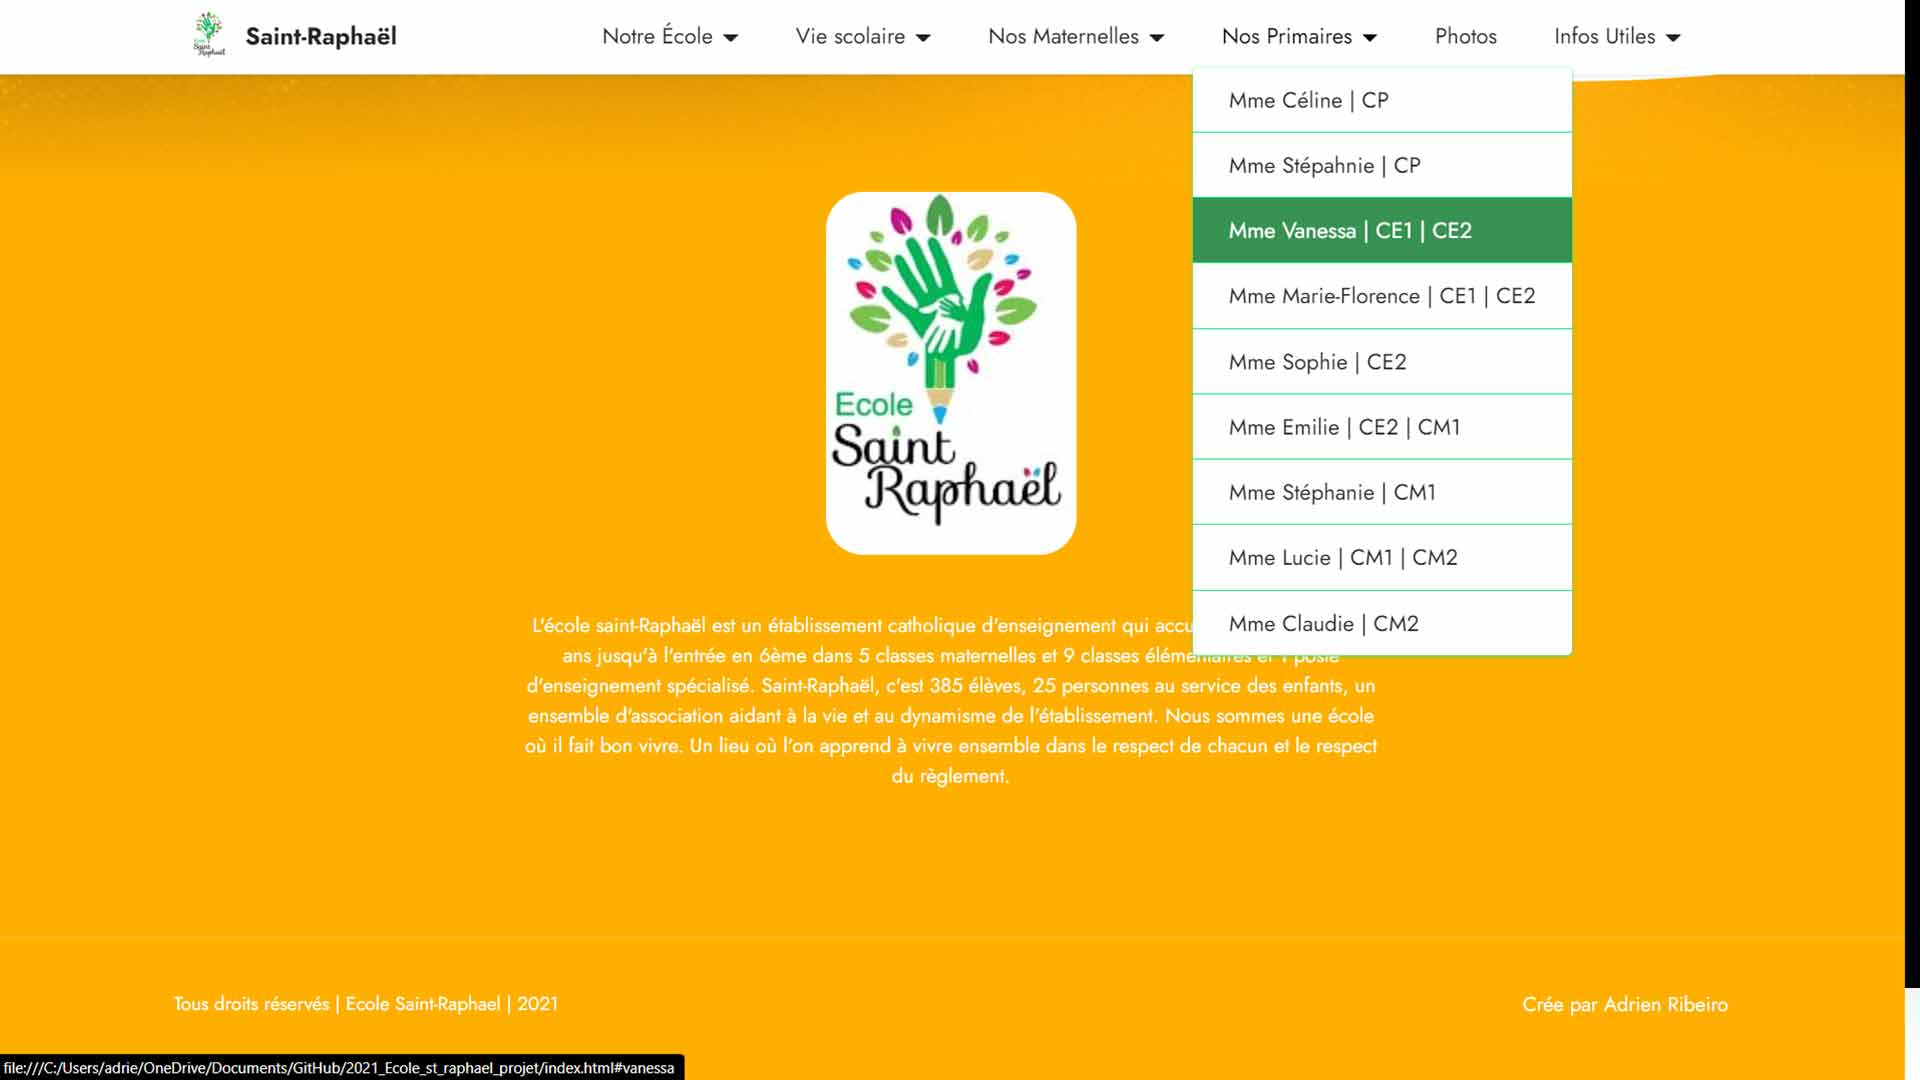 Ecole Saint Raphaël
Saint-Raphaël
Notre École
Vie scolaire
Nos Maternelles
Nos Primaires
Photos
Infos Utiles
Mme Céline | CP
Mme Stépahnie | CP
Mme Vanessa | CE1 | CE2
Mme Marie-Florence | CE1 | CE2
Mme Sophie | CE2
Mme Emilie | CE2 | CM1
Mme Stéphanie | CM1
Mme Lucie | CM1 | CM2
Mme Claudie | CM2
Ecole
Saint
Raphaël
L'école saint-Raphaël est un établissement catholique d'enseignement qui
ans jusqu'à l'entrée en 6ème dans 5 classes maternelles et 9 classes élémentaires et 1 poste
d'enseignement spécialisé. Saint-Raphaël, c'est 385 élèves, 25 personnes au service des enfants, un
ensemble d'association aidant à la vie et au dynamisme de l'établissement. Nous sommes une école
où il fait bon vivre. Un lieu où l'on apprend à vivre ensemble dans le respect de chacun et le respect
du règlement.
Tous droits réservés | Ecole Saint-Raphael | 2021
Crée par Adrien Ribeiro
file:///C:/Users/adrie/OneDrive/Documents/GitHub/2021_Ecole_st_raphael_projet/index.html#vanessa